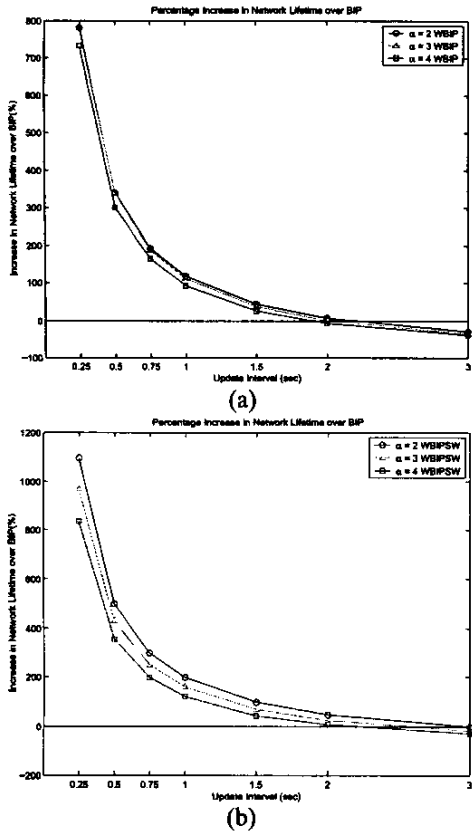 Percentage Increase in Network Lifetime over BIP
α = 2 WBIP
α = 3 WBIP
α = 4 WBIP
Increase in Network Lifetime over BIP(%)
800
700
600
500
400
300
200
100
0
−100
0.25 0.5 0.75 1 1.5 2 3
Update Interval (sec)
(a)
Percentage Increase in Network Lifetime over BIP
α = 2 WBIPSW
α = 3 WBIPSW
α = 4 WBIPSW
Increase in Network Lifetime over BIP(%)
1200
1000
800
600
400
200
0
−200
0.25 0.5 0.75 1 1.5 2 3
Update Interval (sec)
(b)